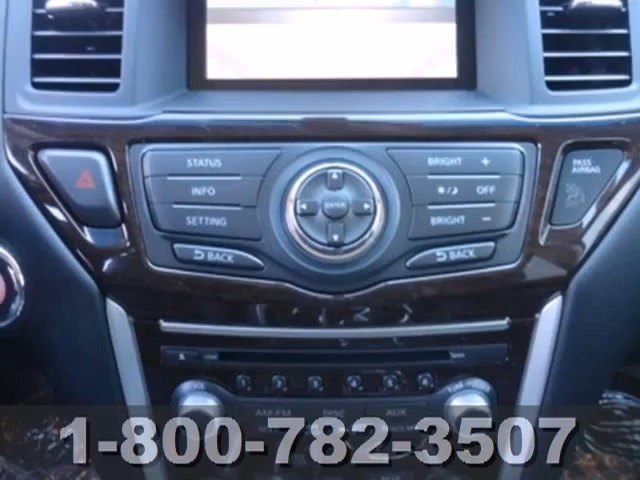 STATUS
INFO
SETTING
BACK
ENTER
BRIGHT +
OFF
BRIGHT -
BACK
PASS
AIRBAG
AM-FM
DISC
AUX
1-800-782-3507